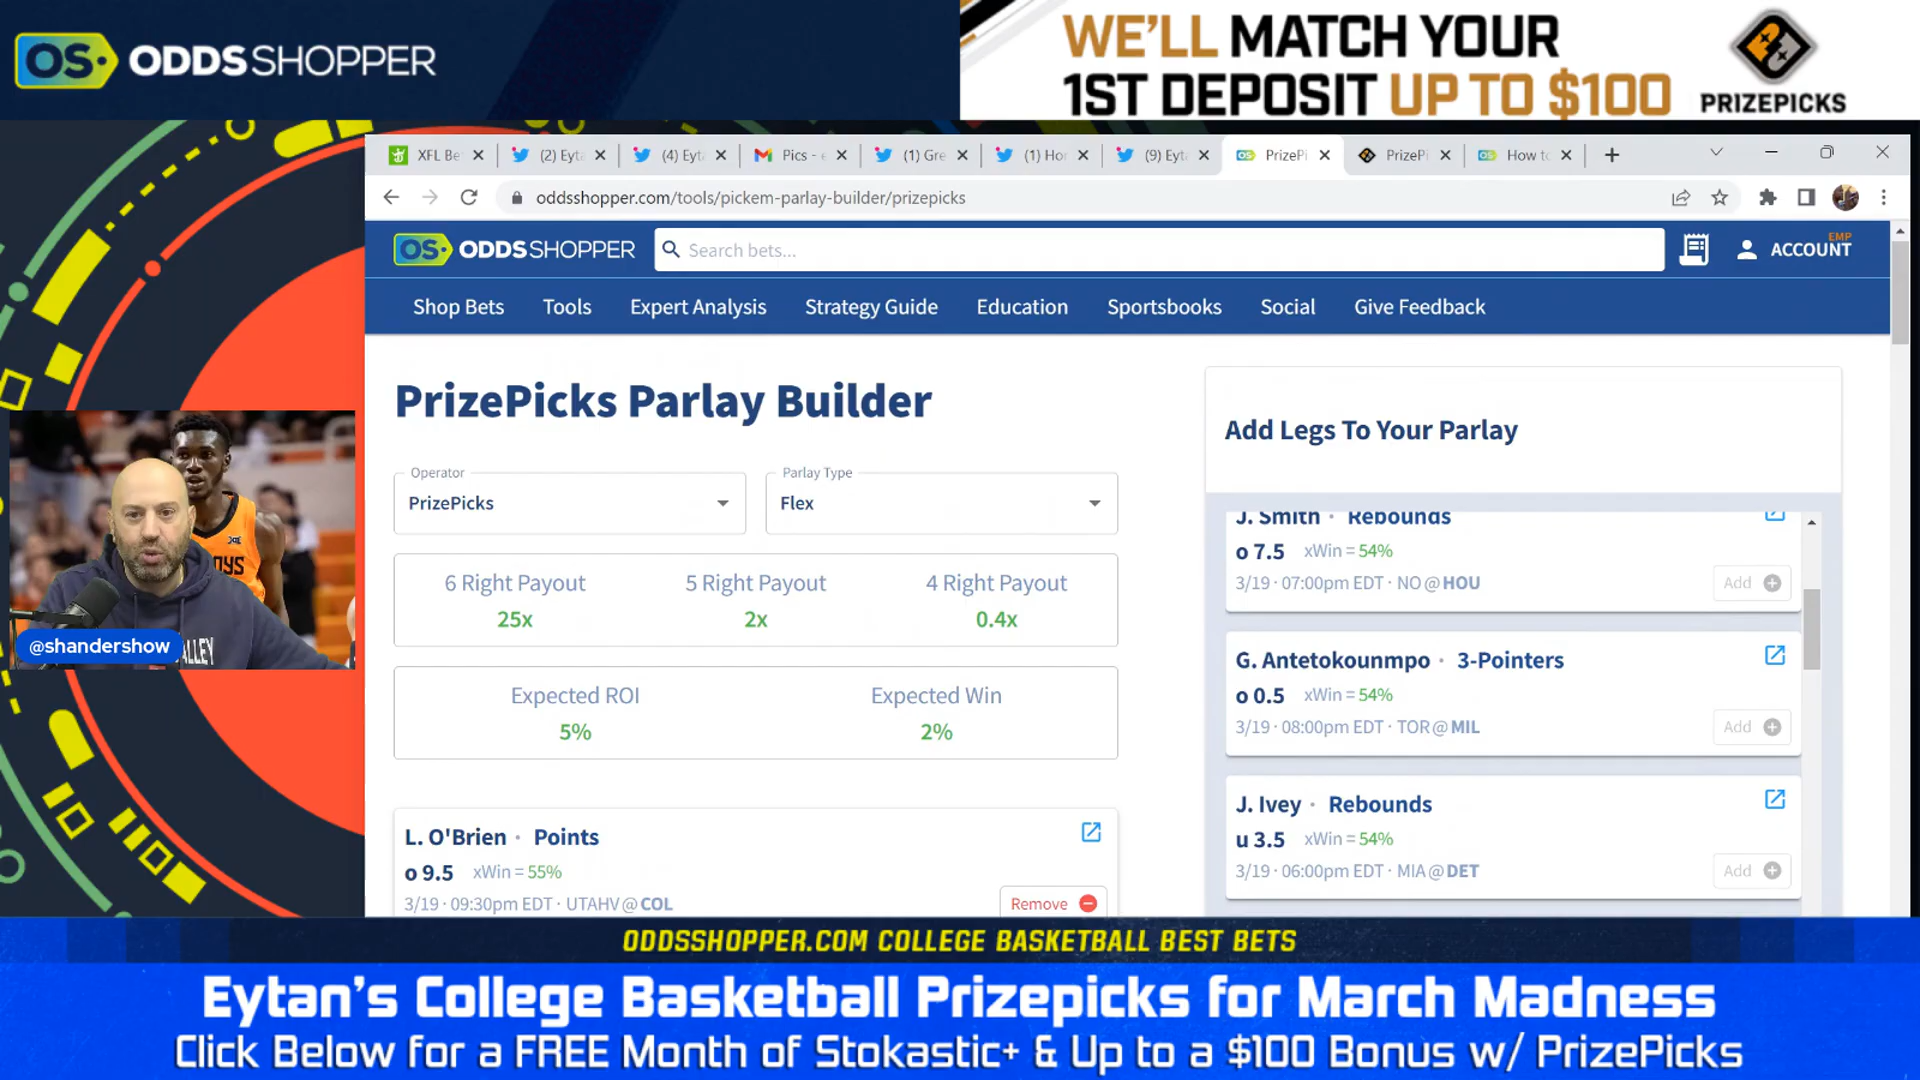 OS ODDSSHOPPER
WE'LL MATCH YOUR
1ST DEPOSIT UP TO $100
PRIZEPICKS
XFL Be
(2) Eyta
(4) Eyt
Pics - e
(1) Gre
(1) Hor
(9) Eyt
PrizePi
PrizePi
How to
oddsshopper.com/tools/pickem-parlay-builder/prizepicks
OS ODDSSHOPPER
Search bets...
EMP
ACCOUNT
Shop Bets Tools Expert Analysis Strategy Guide Education Sportsbooks Social Give Feedback
PrizePicks Parlay Builder
Operator
PrizePicks
Parlay Type
Flex
6 Right Payout 5 Right Payout 4 Right Payout
25x 2x 0.4x
Expected ROI Expected Win
5% 2%
L. O'Brien · Points
o 9.5 xWin = 55%
3/19 · 09:30pm EDT · UTAHV@COL
Remove
Add Legs To Your Parlay
J. Smith · Rebounds
o 7.5 xWin = 54%
3/19 · 07:00pm EDT · NO@HOU
Add
G. Antetokounmpo · 3-Pointers
o 0.5 xWin = 54%
3/19 · 08:00pm EDT · TOR@MIL
Add
J. Ivey · Rebounds
u 3.5 xWin = 54%
3/19 · 06:00pm EDT · MIA@DET
Add
OYS
ALLEY
@shandershow
ODDSSHOPPER.COM COLLEGE BASKETBALL BEST BETS
Eytan's College Basketball Prizepicks for March Madness
Click Below for a FREE Month of Stokastic+ & Up to a $100 Bonus w/ PrizePicks